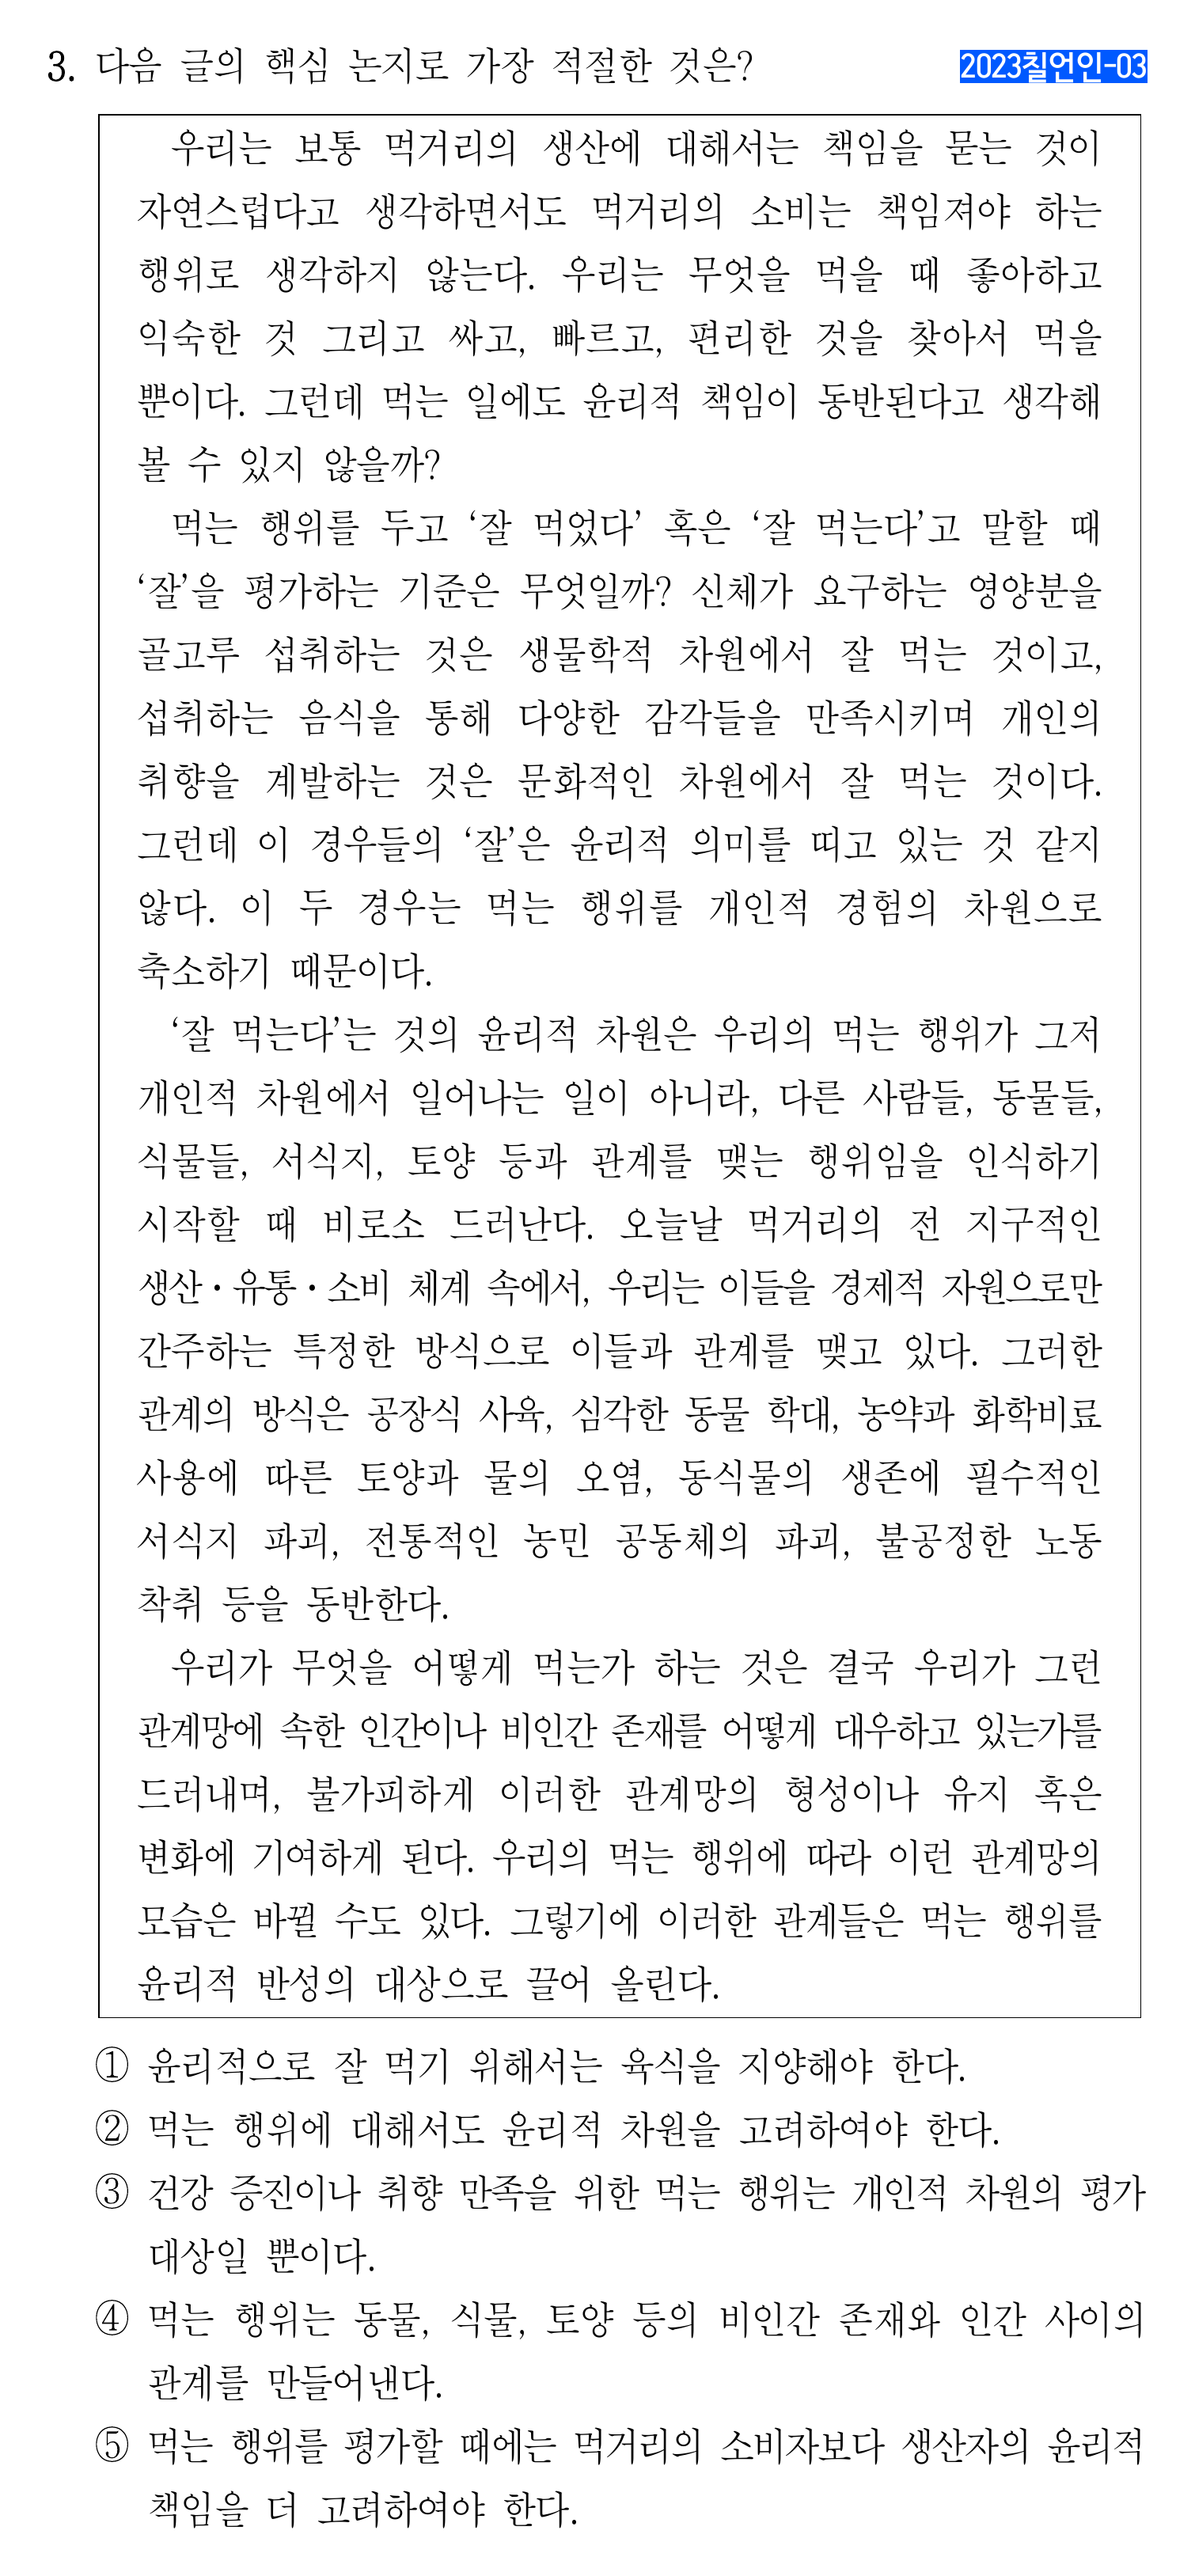 3. 다음 글의 핵심 논지로 가장 적절한 것은?
2023칠언인-03
우리는 보통 먹거리의 생산에 대해서는 책임을 묻는 것이
자연스럽다고 생각하면서도 먹거리의 소비는 책임져야 하는
행위로 생각하지 않는다. 우리는 무엇을 먹을 때 좋아하고
익숙한 것 그리고 싸고, 빠르고, 편리한 것을 찾아서 먹을
뿐이다. 그런데 먹는 일에도 윤리적 책임이 동반된다고 생각해
볼 수 있지 않을까?
먹는 행위를 두고 ‘잘 먹었다’ 혹은 ‘잘 먹는다’고 말할 때
‘잘’을 평가하는 기준은 무엇일까? 신체가 요구하는 영양분을
골고루 섭취하는 것은 생물학적 차원에서 잘 먹는 것이고,
섭취하는 음식을 통해 다양한 감각들을 만족시키며 개인의
취향을 계발하는 것은 문화적인 차원에서 잘 먹는 것이다.
그런데 이 경우들의 ‘잘’은 윤리적 의미를 띠고 있는 것 같지
않다. 이 두 경우는 먹는 행위를 개인적 경험의 차원으로
축소하기 때문이다.
‘잘 먹는다’는 것의 윤리적 차원은 우리의 먹는 행위가 그저
개인적 차원에서 일어나는 일이 아니라, 다른 사람들, 동물들,
식물들, 서식지, 토양 등과 관계를 맺는 행위임을 인식하기
시작할 때 비로소 드러난다. 오늘날 먹거리의 전 지구적인
생산·유통·소비 체계 속에서, 우리는 이들을 경제적 자원으로만
간주하는 특정한 방식으로 이들과 관계를 맺고 있다. 그러한
관계의 방식은 공장식 사육, 심각한 동물 학대, 농약과 화학비료
사용에 따른 토양과 물의 오염, 동식물의 생존에 필수적인
서식지 파괴, 전통적인 농민 공동체의 파괴, 불공정한 노동
착취 등을 동반한다.
우리가 무엇을 어떻게 먹는가 하는 것은 결국 우리가 그런
관계망에 속한 인간이나 비인간 존재를 어떻게 대우하고 있는가를
드러내며, 불가피하게 이러한 관계망의 형성이나 유지 혹은
변화에 기여하게 된다. 우리의 먹는 행위에 따라 이런 관계망의
모습은 바뀔 수도 있다. 그렇기에 이러한 관계들은 먹는 행위를
윤리적 반성의 대상으로 끌어 올린다.
① 윤리적으로 잘 먹기 위해서는 육식을 지양해야 한다.
② 먹는 행위에 대해서도 윤리적 차원을 고려하여야 한다.
③ 건강 증진이나 취향 만족을 위한 먹는 행위는 개인적 차원의 평가
대상일 뿐이다.
④ 먹는 행위는 동물, 식물, 토양 등의 비인간 존재와 인간 사이의
관계를 만들어낸다.
⑤ 먹는 행위를 평가할 때에는 먹거리의 소비자보다 생산자의 윤리적
책임을 더 고려하여야 한다.